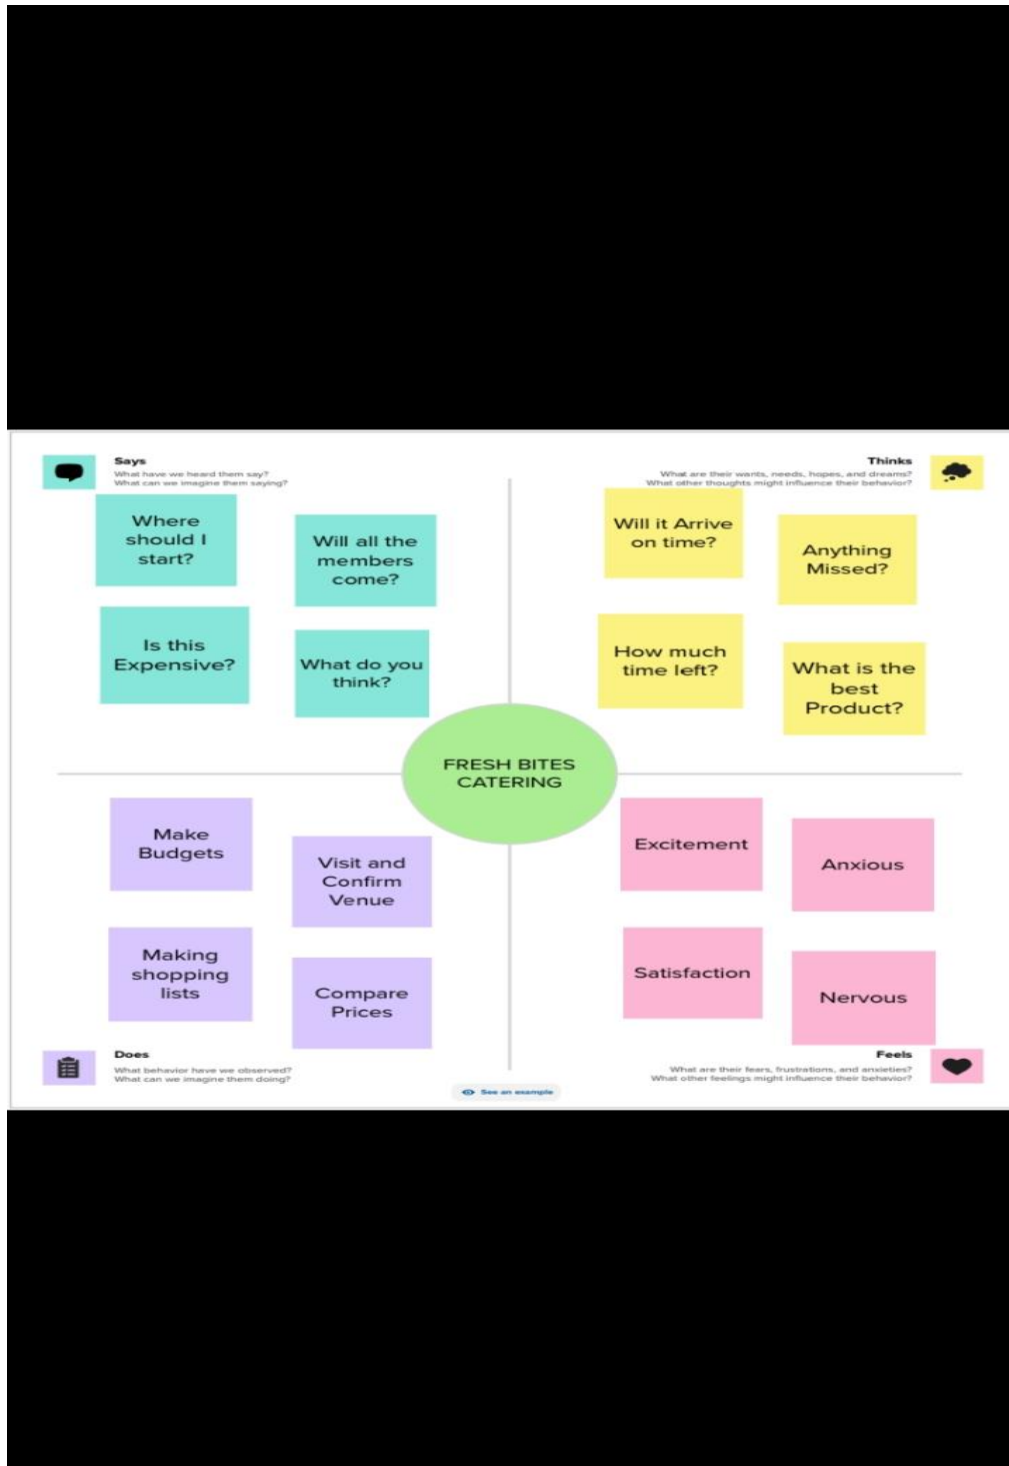 Says
What have we heard them say?
What can we imagine them saying?
Where
should I
start?
Will all the
members
come?
Is this
Expensive?
What do you
think?
Thinks
What are their wants, needs, hopes, and dreams?
What other thoughts might influence their behavior?
Will it Arrive
on time?
Anything
Missed?
How much
time left?
What is the
best
Product?
FRESH BITES
CATERING
Make
Budgets
Visit and
Confirm
Venue
Making
shopping
lists
Compare
Prices
Does
What behavior have we observed?
What can we imagine them doing?
Excitement
Anxious
Satisfaction
Nervous
Feels
What are their fears, frustrations, and anxieties?
What other feelings might influence their behavior?
See an example